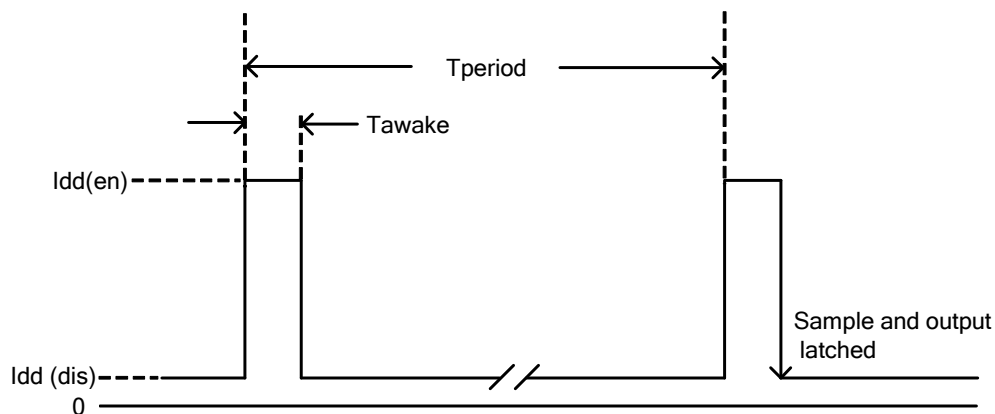 Tperiod
Tawake
Idd(en)
Sample and output
latched
Idd (dis)
0